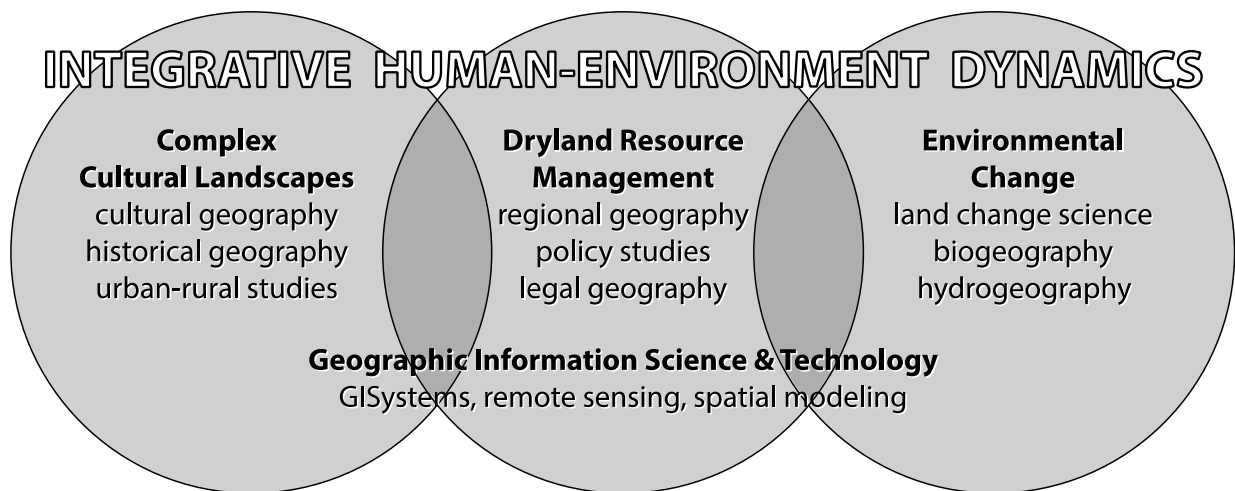 INTEGRATIVE HUMAN-ENVIRONMENT DYNAMICS
Complex
Cultural Landscapes
cultural geography
historical geography
urban-rural studies
Dryland Resource
Management
regional geography
policy studies
legal geography
Environmental
Change
land change science
biogeography
hydrogeography
Geographic Information Science & Technology
GISystems, remote sensing, spatial modeling